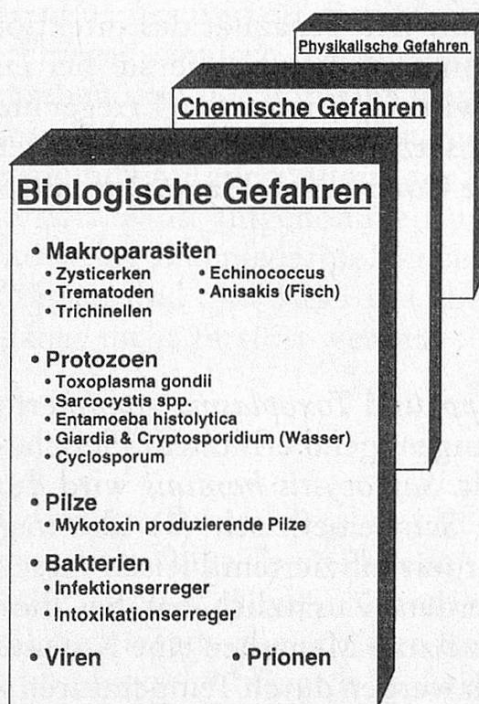 Physikalische Gefahren
Chemische Gefahren
Biologische Gefahren
• Makroparasiten
• Zysticerken • Echinococcus
• Trematoden • Anisakis (Fisch)
• Trichinellen
• Protozoen
• Toxoplasma gondii
• Sarcocystis spp.
• Entamoeba histolytica
• Giardia & Cryptosporidium (Wasser)
• Cyclosporum
• Pilze
• Mykotoxin produzierende Pilze
• Bakterien
• Infektionserreger
• Intoxikationserreger
• Viren • Prionen